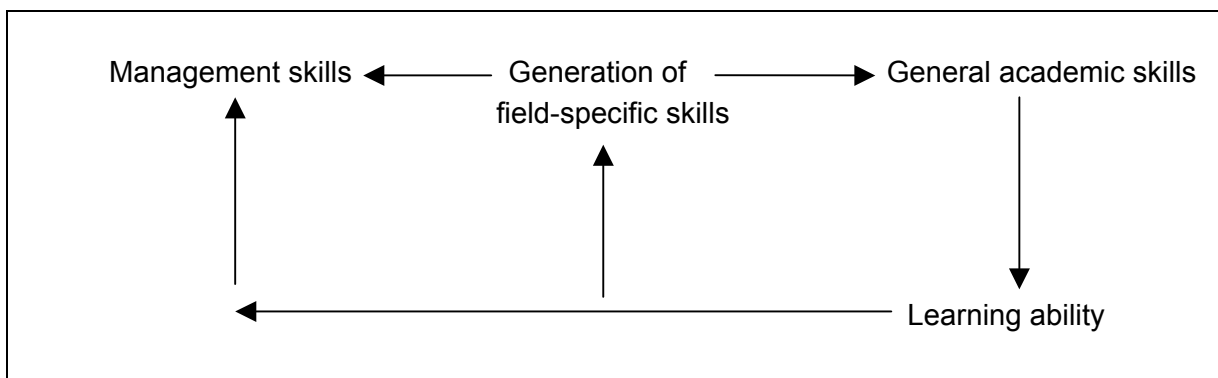 Management skills
Generation of
field-specific skills
General academic skills
Learning ability